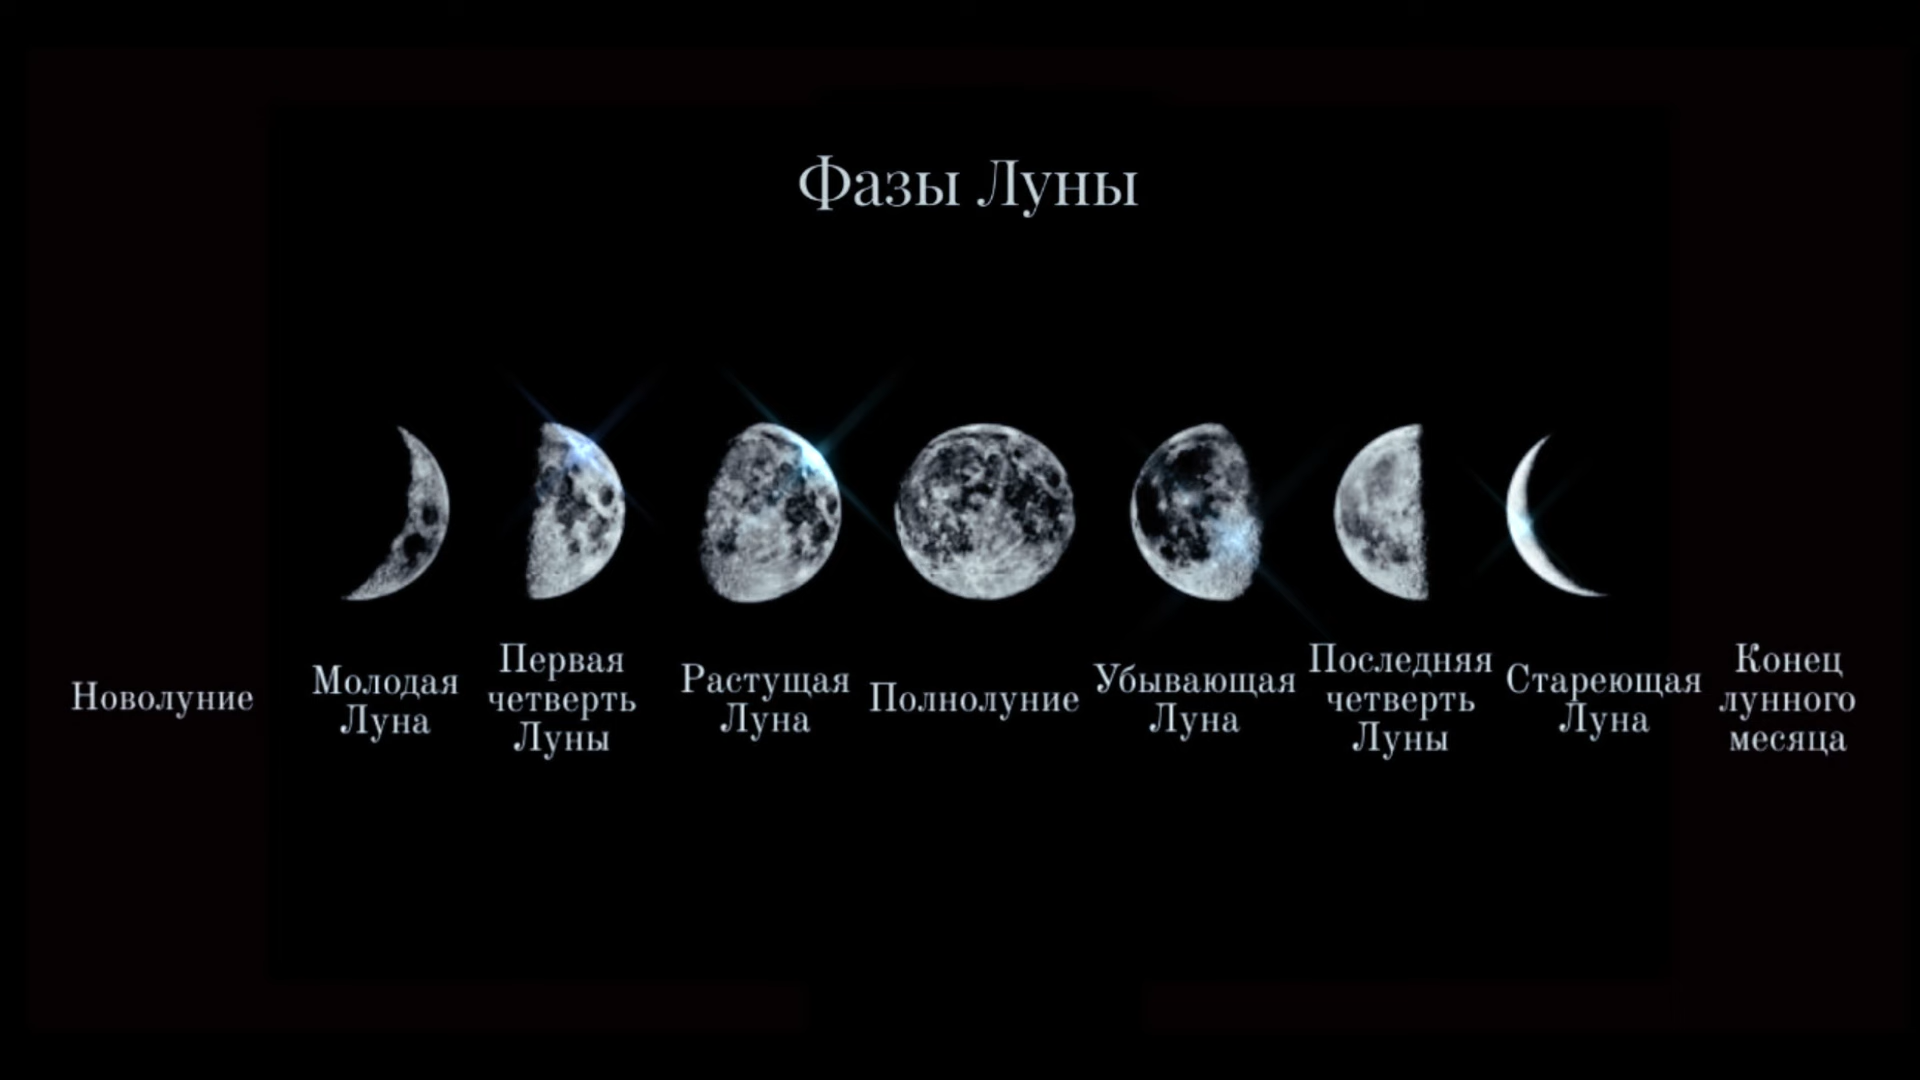 Фазы Луны
Новолуние
Молодая
Луна
Первая
четверть
Луны
Растущая
Луна
Полнолуние
Убывающая
Луна
Последняя
четверть
Луны
Стареющая
Луна
Конец
лунного
месяца